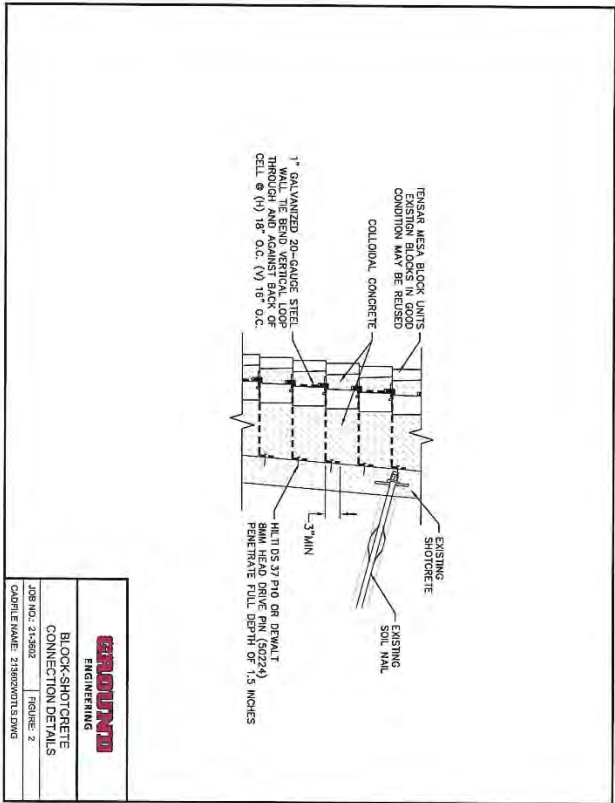 TENSAR MESA BLOCK UNITS
EXISTIGN BLOCKS IN GOOD
CONDITION MAY BE REUSED
COLLOIDAL CONCRETE
1" GALVANIZED 20-GAUGE STEEL
WALL TIE BEND VERTICAL LOOP
THROUGH AND AGAINST BACK OF
CELL @ (H) 18" O.C. (V) 16" O.C.
EXISTING
SHOTCRETE
EXISTING
SOIL NAIL
3"MIN
HILTI DS 37 P10 OR DEWALT
8MM HEAD DRIVE PIN (50224)
PENETRATE FULL DEPTH OF 1.5 INCHES
GROUND
ENGINEERING
BLOCK-SHOTCRETE
CONNECTION DETAILS
JOB NO.: 21-3602
FIGURE: 2
CADFILE NAME: 213602WDTLS.DWG